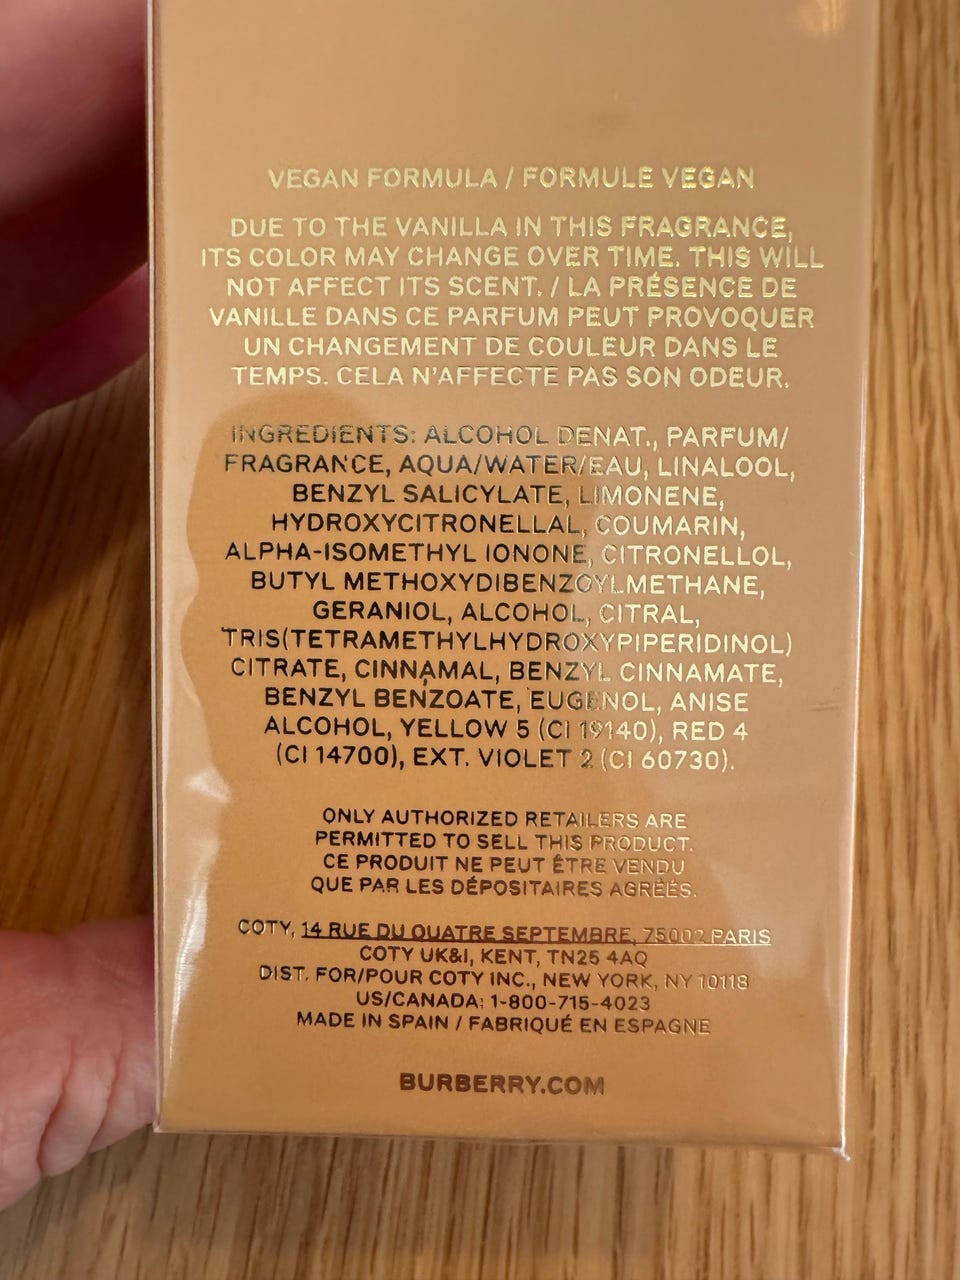 VEGAN FORMULA / FORMULE VEGAN
DUE TO THE VANILLA IN THIS FRAGRANCE,
ITS COLOR MAY CHANGE OVER TIME. THIS WILL
NOT AFFECT ITS SCENT. / LA PRÉSENCE DE
VANILLE DANS CE PARFUM PEUT PROVOQUER
UN CHANGEMENT DE COULEUR DANS LE
TEMPS. CELA N'AFFECTE PAS SON ODEUR.
INGREDIENTS: ALCOHOL DENAT., PARFUM/
FRAGRANCE, AQUA/WATER/EAU, LINALOOL,
BENZYL SALICYLATE, LIMONENE,
HYDROXYCITRONELLAL, COUMARIN,
ALPHA-ISOMETHYL IONONE, CITRONELLOL,
BUTYL METHOXYDIBENZOYLMETHANE,
GERANIOL, ALCOHOL, CITRAL,
TRIS(TETRAMETHYLHYDROXYPIPERIDINOL)
CITRATE, CINNAMAL, BENZYL CINNAMATE,
BENZYL BENZOATE, EUGENOL, ANISE
ALCOHOL, YELLOW 5 (CI 19140), RED 4
(CI 14700), EXT. VIOLET 2 (CI 60730).
ONLY AUTHORIZED RETAILERS ARE
PERMITTED TO SELL THIS PRODUCT.
CE PRODUIT NE PEUT ÊTRE VENDU
QUE PAR LES DÉPOSITAIRES AGRÉÉS.
COTY, 14 RUE DU QUATRE SEPTEMBRE, 75002 PARIS
COTY UK&I, KENT, TN25 4AQ
DIST. FOR/POUR COTY INC., NEW YORK, NY 10118
US/CANADA: 1-800-715-4023
MADE IN SPAIN / FABRIQUÉ EN ESPAGNE
BURBERRY.COM